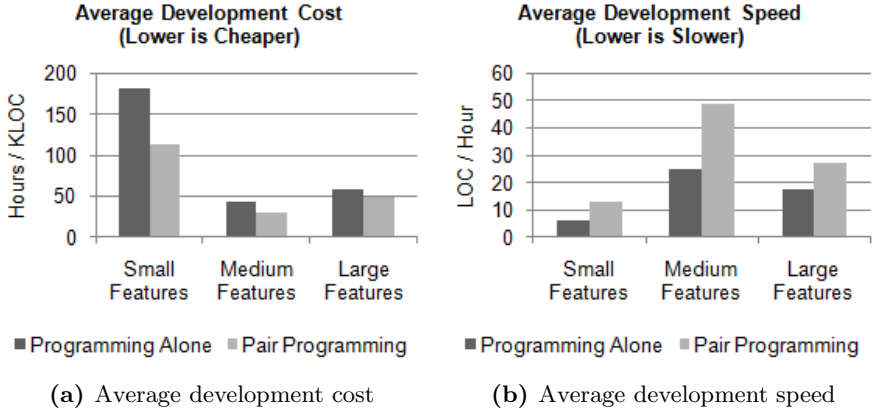 Average Development Cost
(Lower is Cheaper)
Hours / KLOC
200
150
100
50
0
Small Features
Medium Features
Large Features
Programming Alone
Pair Programming
(a) Average development cost
Average Development Speed
(Lower is Slower)
LOC / Hour
60
50
40
30
20
10
0
Small Features
Medium Features
Large Features
Programming Alone
Pair Programming
(b) Average development speed